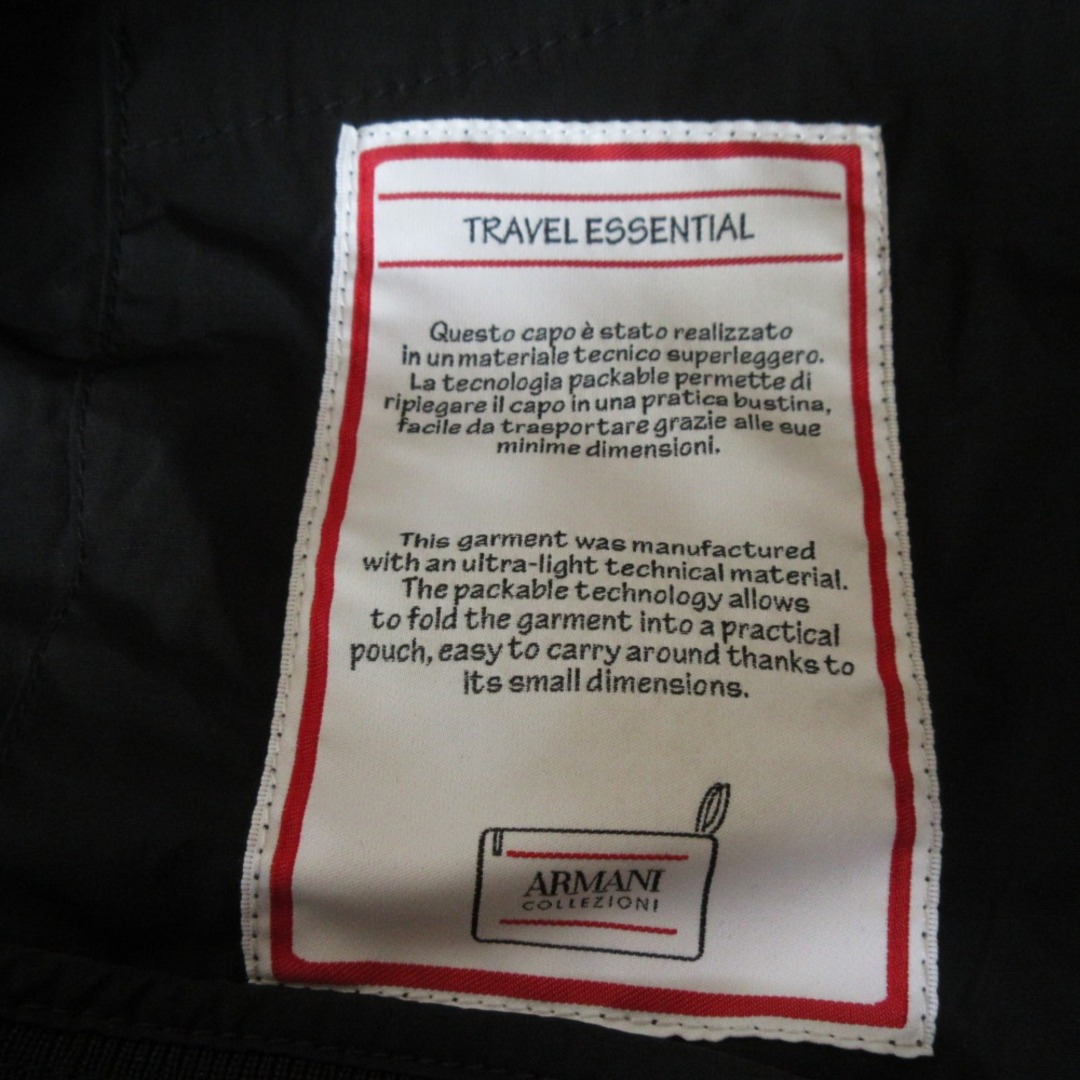 TRAVEL ESSENTIAL
Questo capo è stato realizzato
in un materiale tecnico superleggero.
La tecnologia packable permette di
ripiegare il capo in una pratica bustina,
facile da trasportare grazie alle sue
minime dimensioni.
This garment was manufactured
with an ultra-light technical material.
The packable technology allows
to fold the garment into a practical
pouch, easy to carry around thanks to
its small dimensions.
ARMANI
COLLEZIONI